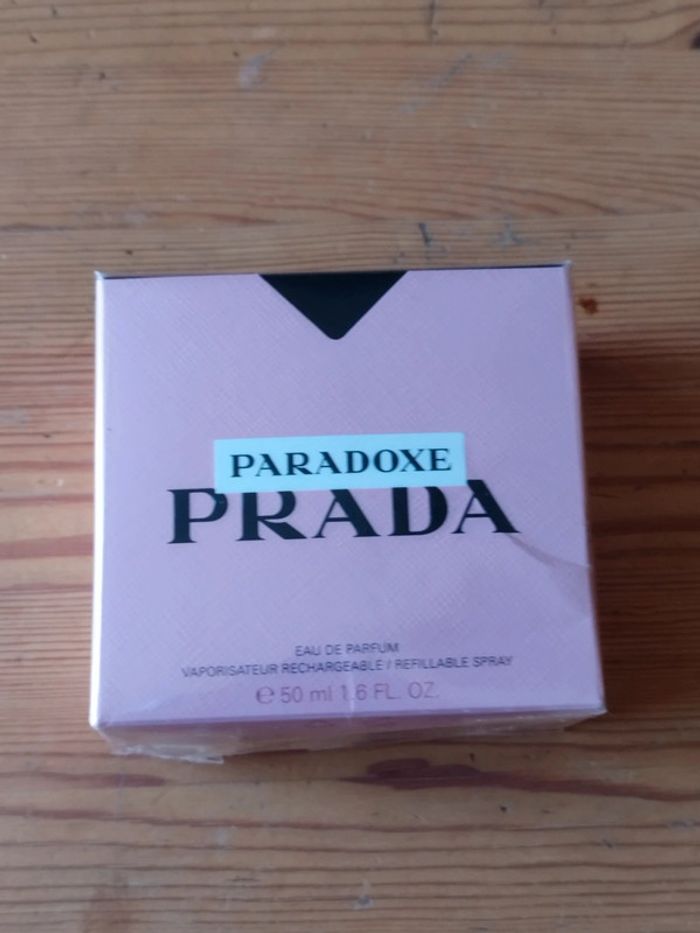 PARADOXE
PRADA
EAU DE PARFUM
VAPORISATEUR RECHARGEABLE / REFILLABLE SPRAY
℮ 50 ml 1.6 FL. OZ.